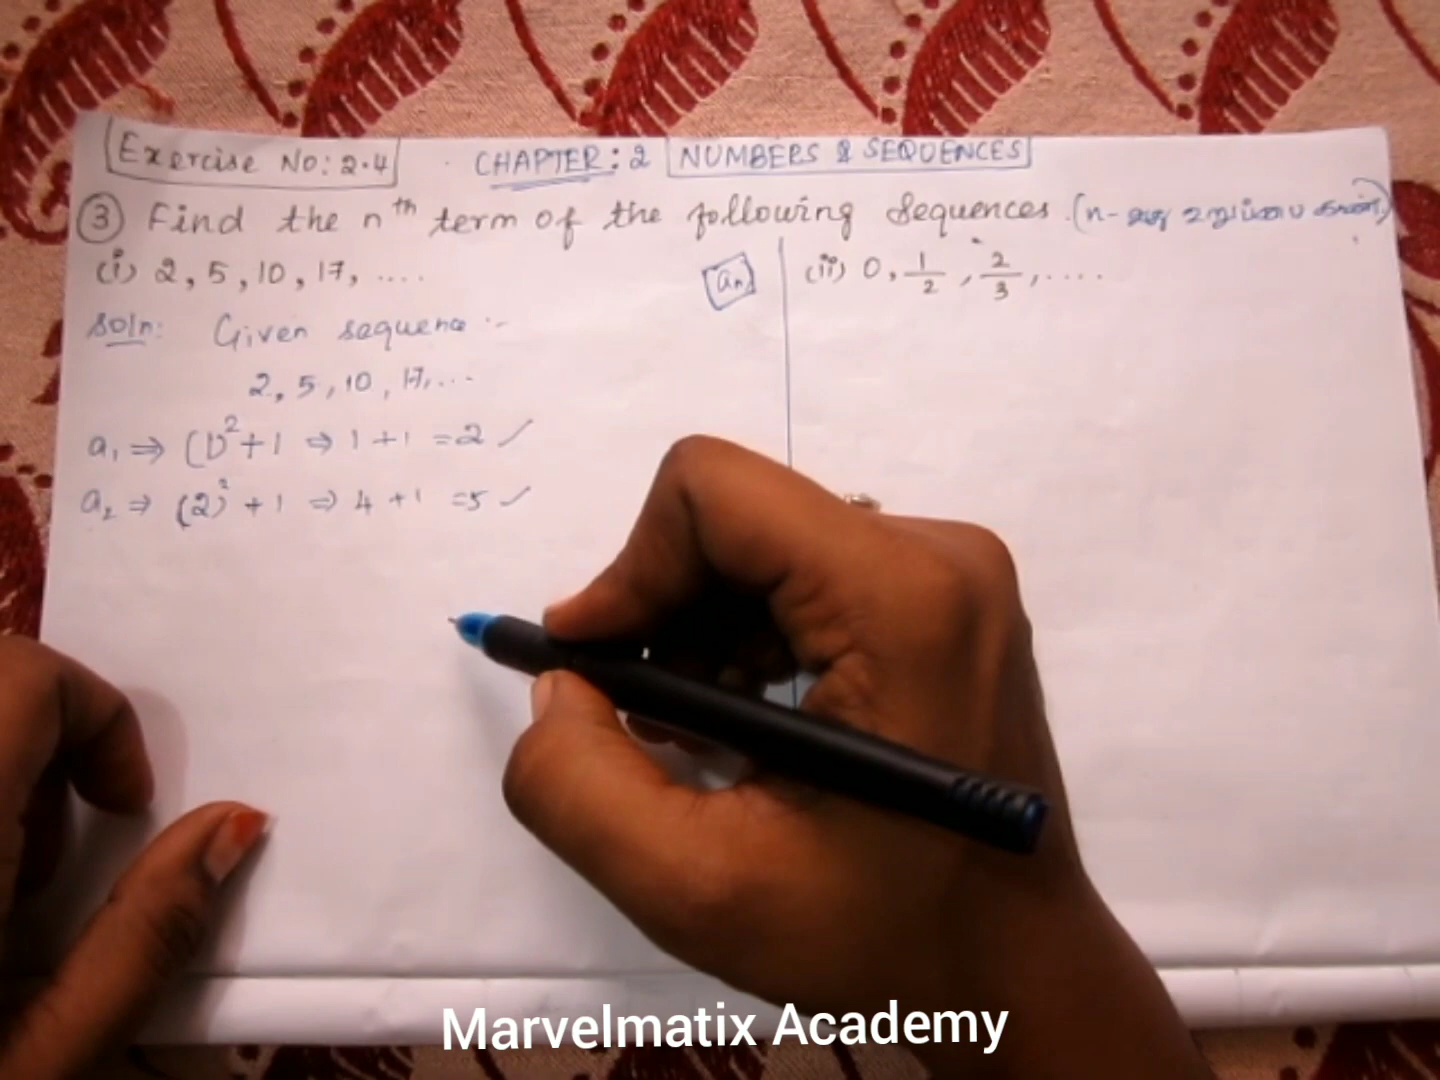 Exercise No: 2.4 CHAPTER: 2 NUMBERS & SEQUENCES
③ Find the nth term of the following Sequences. (n-வது உறுப்பை காண்.)
(i) 2, 5, 10, 17, ....
an
Soln: Given sequence :-
2, 5, 10, 17, ...
a₁ ⇒ (1)² + 1 ⇒ 1 + 1 = 2 ✓
a₂ ⇒ (2)² + 1 ⇒ 4 + 1 = 5 ✓
(ii) 0, 1/2, 2/3, ....
Marvelmatix Academy